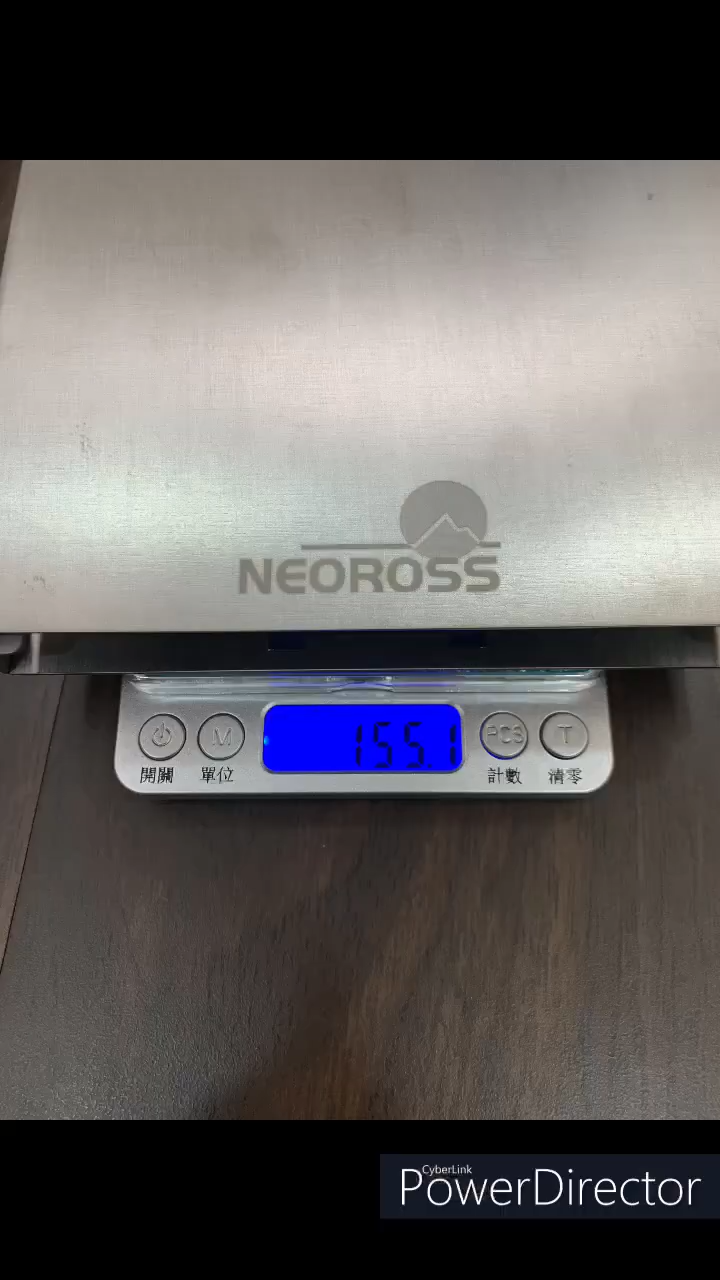 NEOROSS
M 155.1 PCS T
開關 單位 計數 清零
CyberLink
PowerDirector